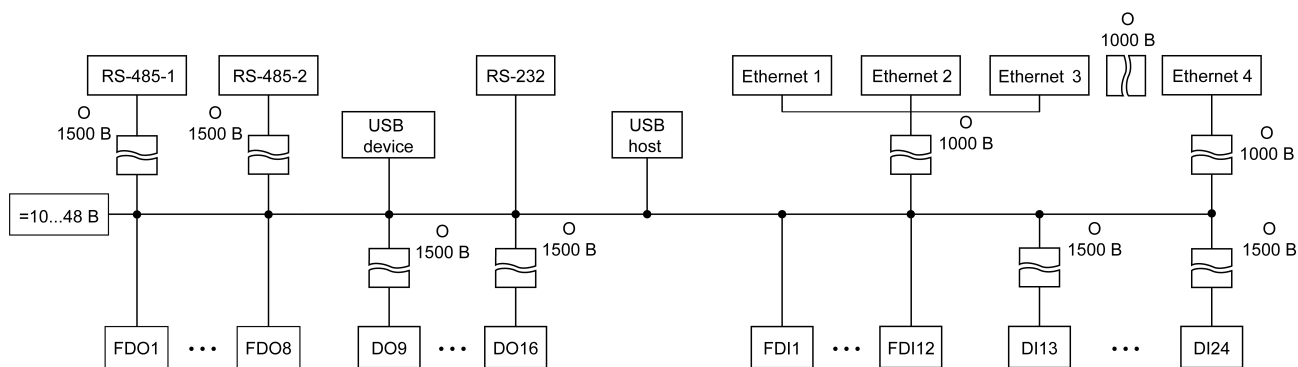 О
1000 В
RS-485-1
RS-485-2
RS-232
Ethernet 1
Ethernet 2
Ethernet 3
Ethernet 4
О
1500 В
О
1500 В
USB
device
USB
host
О
1000 В
О
1000 В
=10...48 В
О
1500 В
О
1500 В
О
1500 В
О
1500 В
FDO1
...
FDO8
DO9
...
DO16
FDI1
...
FDI12
DI13
...
DI24